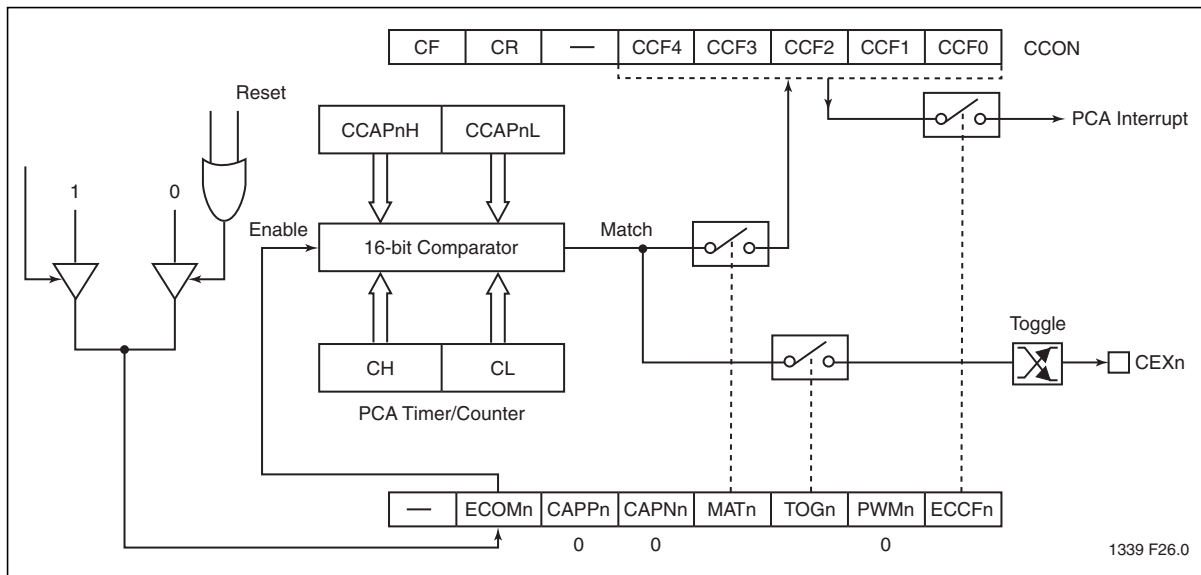 CF CR — CCF4 CCF3 CCF2 CCF1 CCF0 CCON
Reset
CCAPnH CCAPnL
PCA Interrupt
1 0
Enable
16-bit Comparator
Match
Toggle
CH CL
CEXn
PCA Timer/Counter
— ECOMn CAPPn CAPNn MATn TOGn PWMn ECCFn
0 0 0
1339 F26.0